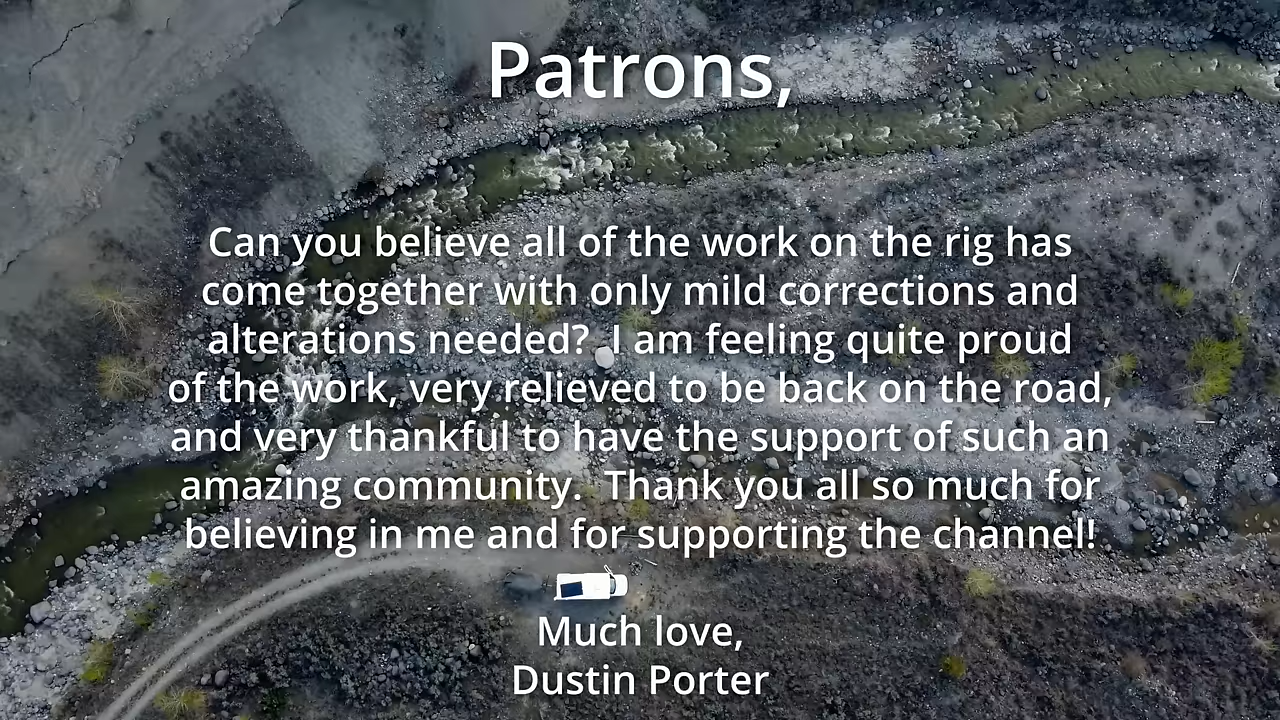 Patrons,
Can you believe all of the work on the rig has
come together with only mild corrections and
alterations needed?  I am feeling quite proud
of the work, very relieved to be back on the road,
and very thankful to have the support of such an
amazing community.  Thank you all so much for
believing in me and for supporting the channel!
Much love,
Dustin Porter